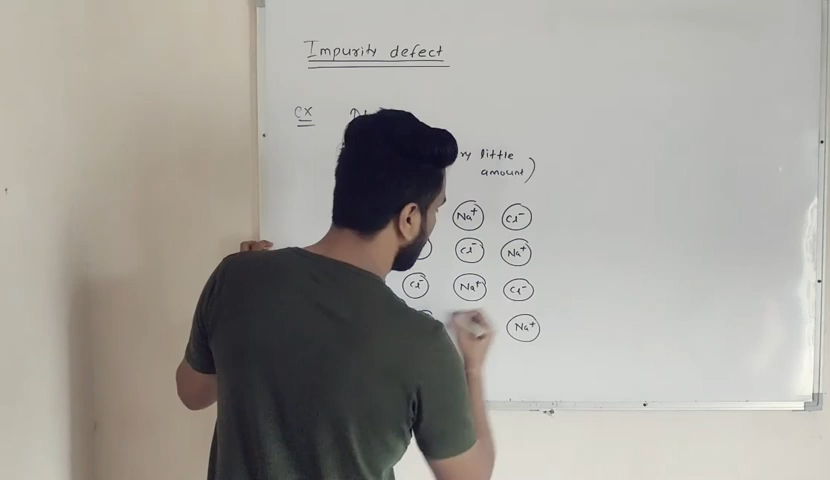 Impurity defect
ex
little
amount)
Na⁺ Cl⁻
Cl⁻ Na⁺
Cl⁻ Na⁺ Cl⁻
Na⁺